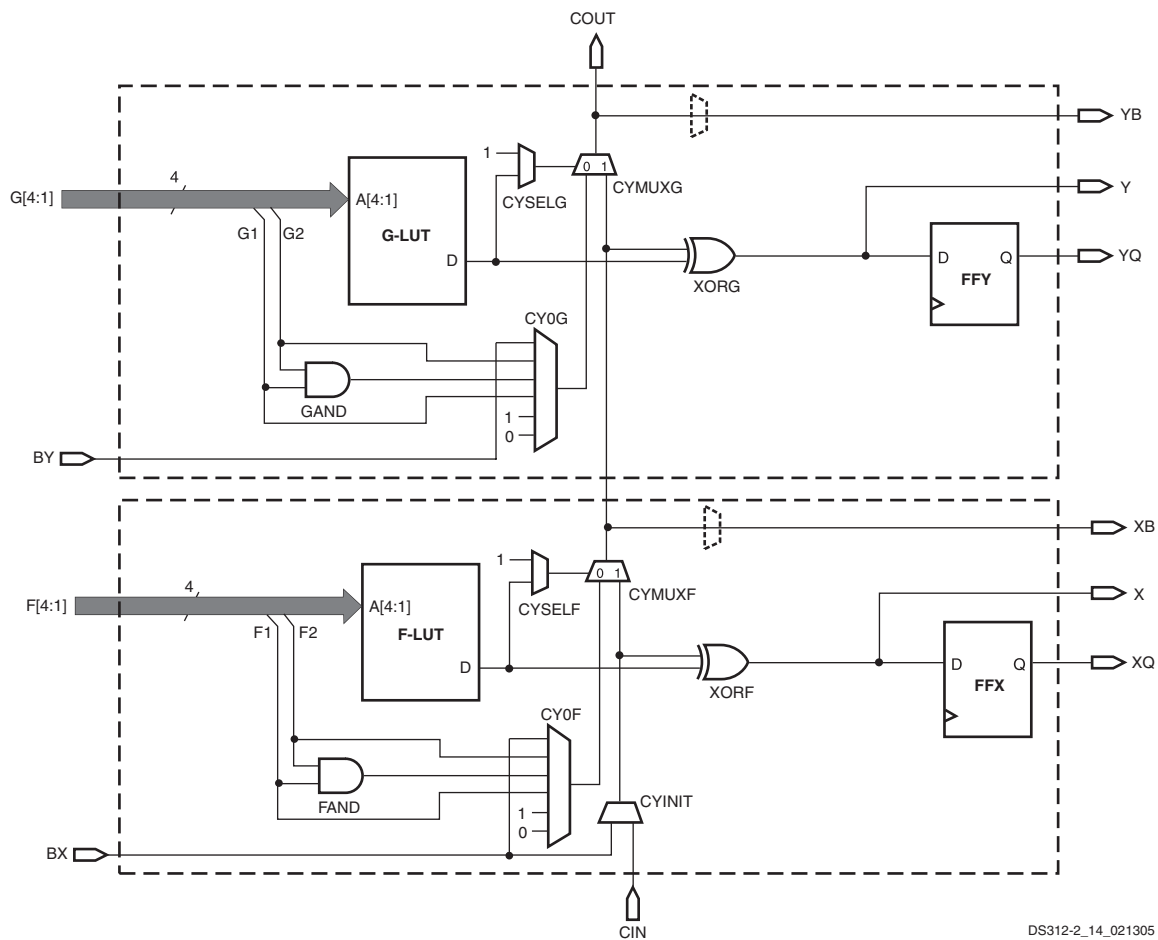 COUT
YB
4
1
0 1
CYMUXG
CYSELG
G[4:1]
A[4:1]
Y
G1
G2
G-LUT
D
XORG
D
Q
FFY
YQ
CY0G
GAND
1
0
BY
XB
4
1
0 1
CYMUXF
CYSELF
F[4:1]
A[4:1]
X
F1
F2
F-LUT
D
XORF
D
Q
FFX
XQ
CY0F
FAND
CYINIT
1
0
BX
CIN
DS312-2_14_021305